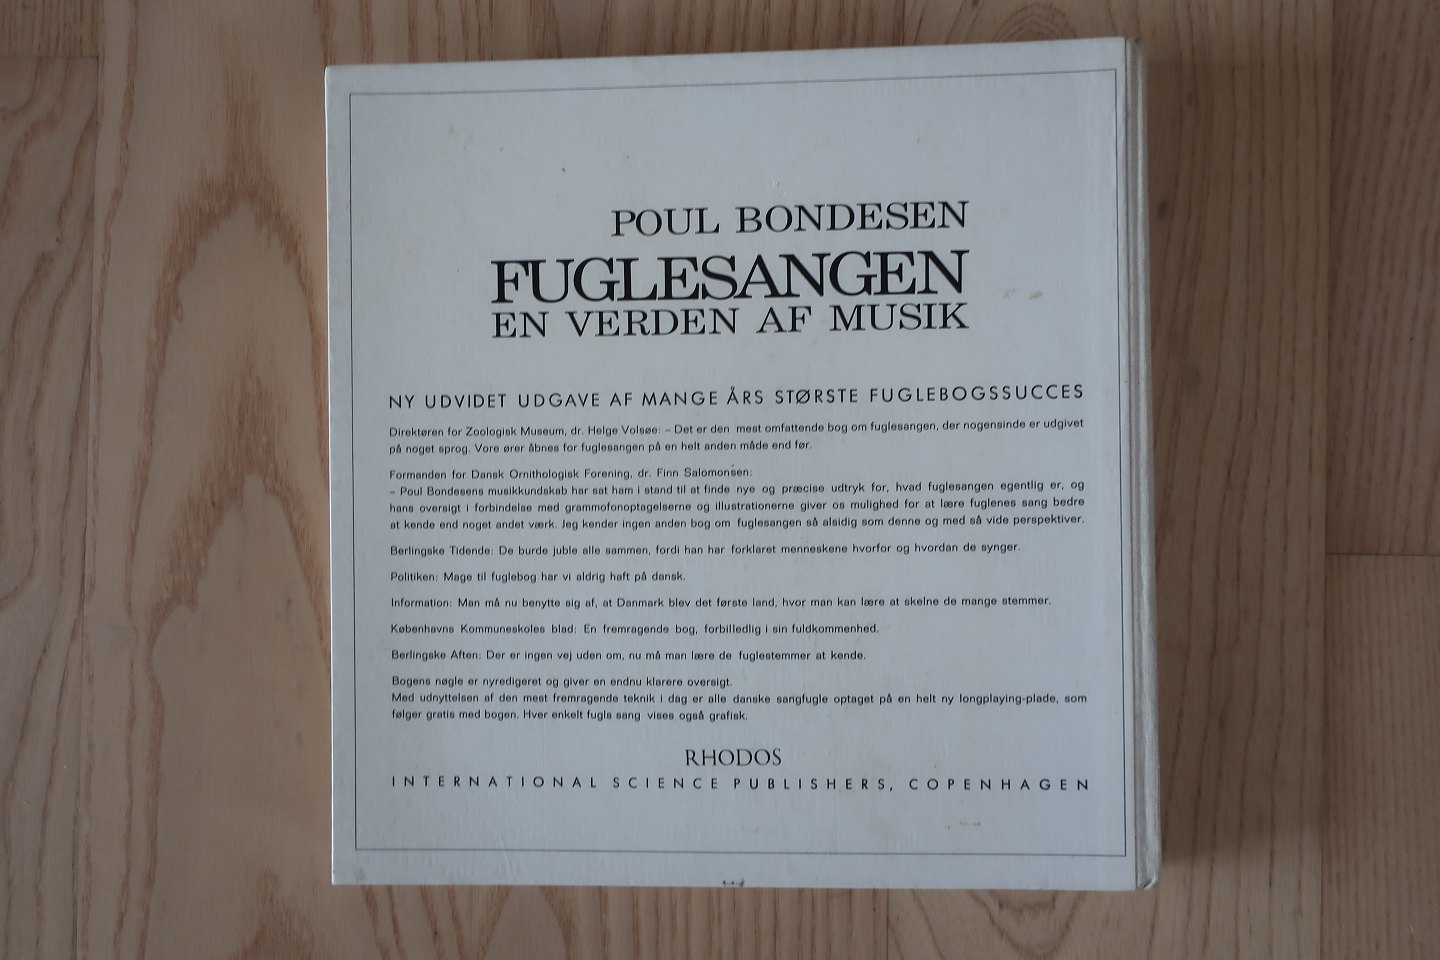 POUL BONDESEN
FUGLESANGEN
EN VERDEN AF MUSIK
NY UDVIDET UDGAVE AF MANGE ÅRS STØRSTE FUGLEBOGSSUCCES
Direktøren for Zoologisk Museum, dr. Helge Volsøe: – Det er den mest omfattende bog om fuglesangen, der nogensinde er udgivet
på noget sprog. Vore ører åbnes for fuglesangen på en helt anden måde end før.
Formanden for Dansk Ornithologisk Forening, dr. Finn Salomonsen:
– Poul Bondesens musikkundskab har sat ham i stand til at finde nye og præcise udtryk for, hvad fuglesangen egentlig er, og
hans oversigt i forbindelse med grammofonoptagelserne og illustrationerne giver os mulighed for at lære fuglenes sang bedre
at kende end noget andet værk. Jeg kender ingen anden bog om fuglesangen så alsidig som denne og med så vide perspektiver.
Berlingske Tidende: De burde juble alle sammen, fordi han har forklaret menneskene hvorfor og hvordan de synger.
Politiken: Mage til fuglebog har vi aldrig haft på dansk.
Information: Man må nu benytte sig af, at Danmark blev det første land, hvor man kan lære at skelne de mange stemmer.
Københavns Kommuneskoles blad: En fremragende bog, forbilledlig i sin fuldkommenhed.
Berlingske Aften: Der er ingen vej uden om, nu må man lære de fuglestemmer at kende.
Bogens nøgle er nyredigeret og giver en endnu klarere oversigt.
Med udnyttelsen af den mest fremragende teknik i dag er alle danske sangfugle optaget på en helt ny longplaying-plade, som
følger gratis med bogen. Hver enkelt fugls sang vises også grafisk.
RHODOS
INTERNATIONAL SCIENCE PUBLISHERS, COPENHAGEN